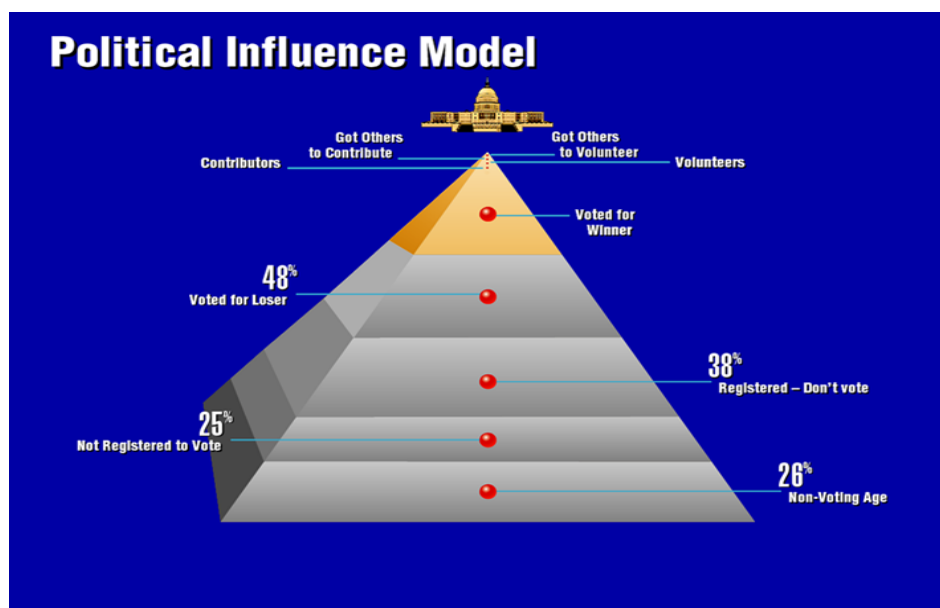 Political Influence Model
Got Others
to Contribute
Got Others
to Volunteer
Contributors
Volunteers
Voted for
Winner
48%
Voted for Loser
38%
Registered – Don't vote
25%
Not Registered to Vote
26%
Non-Voting Age